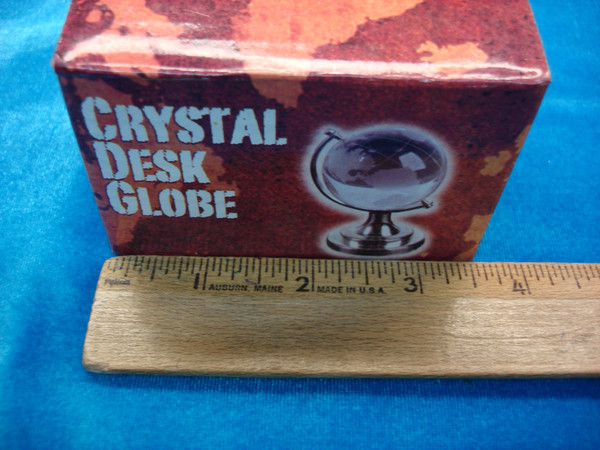 CRYSTAL
DESK
GLOBE
1 AUBURN, MAINE 2 MADE IN U.S.A. 3 4